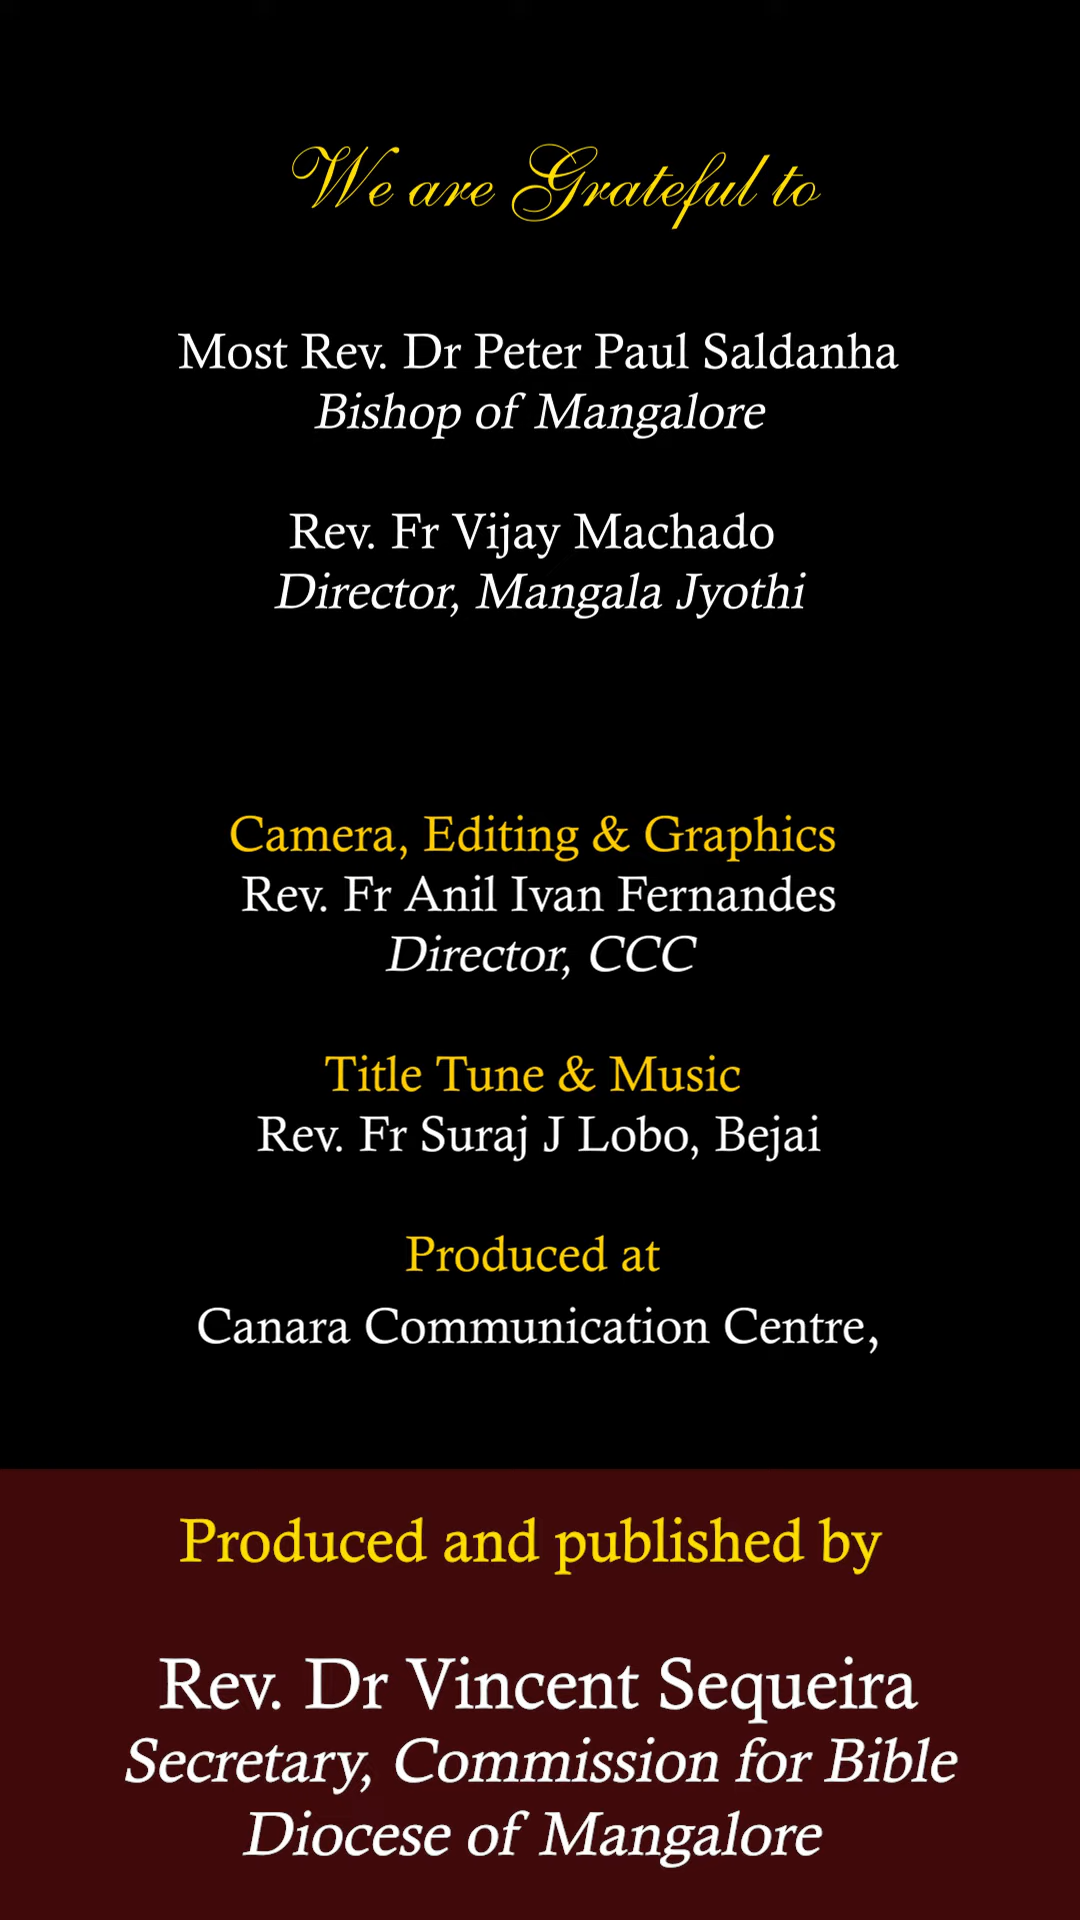 We are Grateful to
Most Rev. Dr Peter Paul Saldanha
Bishop of Mangalore
Rev. Fr Vijay Machado
Director, Mangala Jyothi
Camera, Editing & Graphics
Rev. Fr Anil Ivan Fernandes
Director, CCC
Title Tune & Music
Rev. Fr Suraj J Lobo, Bejai
Produced at
Canara Communication Centre,
Produced and published by
Rev. Dr Vincent Sequeira
Secretary, Commission for Bible
Diocese of Mangalore